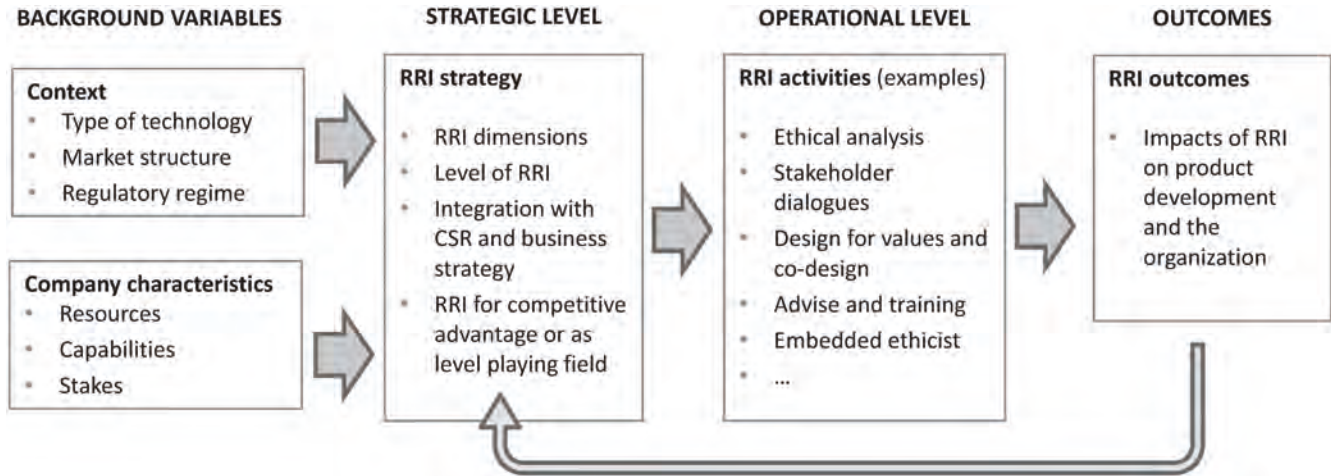 BACKGROUND VARIABLES
Context
• Type of technology
• Market structure
• Regulatory regime
Company characteristics
• Resources
• Capabilities
• Stakes
STRATEGIC LEVEL
RRI strategy
• RRI dimensions
• Level of RRI
• Integration with
CSR and business
strategy
• RRI for competitive
advantage or as
level playing field
OPERATIONAL LEVEL
RRI activities (examples)
• Ethical analysis
• Stakeholder
dialogues
• Design for values and
co-design
• Advise and training
• Embedded ethicist
• ...
OUTCOMES
RRI outcomes
• Impacts of RRI
on product
development
and the
organization